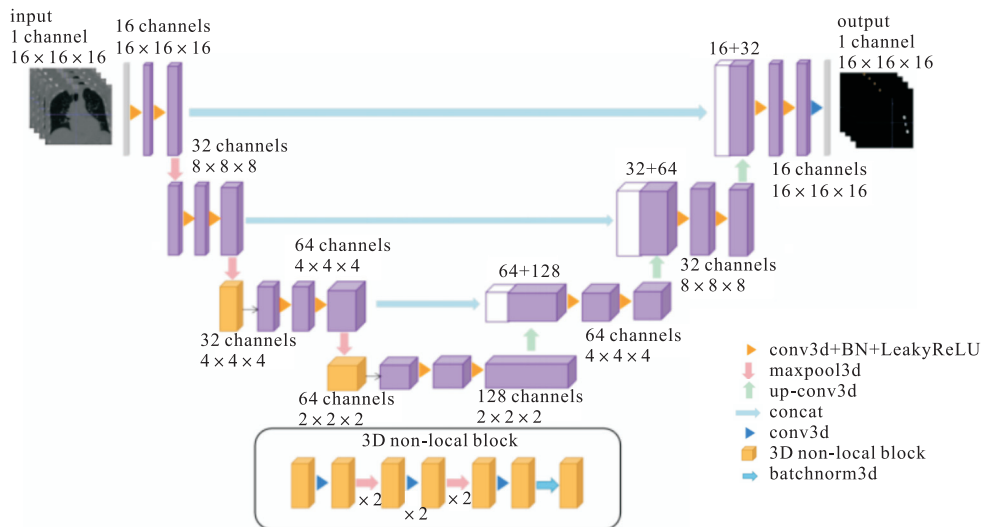 input
1 channel
16×16×16
16 channels
16×16×16
32 channels
8×8×8
64 channels
4×4×4
32 channels
4×4×4
64 channels
2×2×2
128 channels
2×2×2
64+128
64 channels
4×4×4
32+64
32 channels
8×8×8
16+32
16 channels
16×16×16
output
1 channel
16×16×16
3D non-local block
×2
×2
×2
conv3d+BN+LeakyReLU
maxpool3d
up-conv3d
concat
conv3d
3D non-local block
batchnorm3d